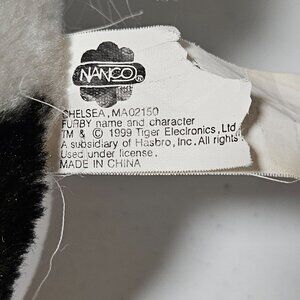 NANCO®
CHELSEA, MA02150
FURBY name and character
TM & © 1999 Tiger Electronics, Ltd
A subsidiary of Hasbro, Inc. All rights
Used under license.
MADE IN CHINA